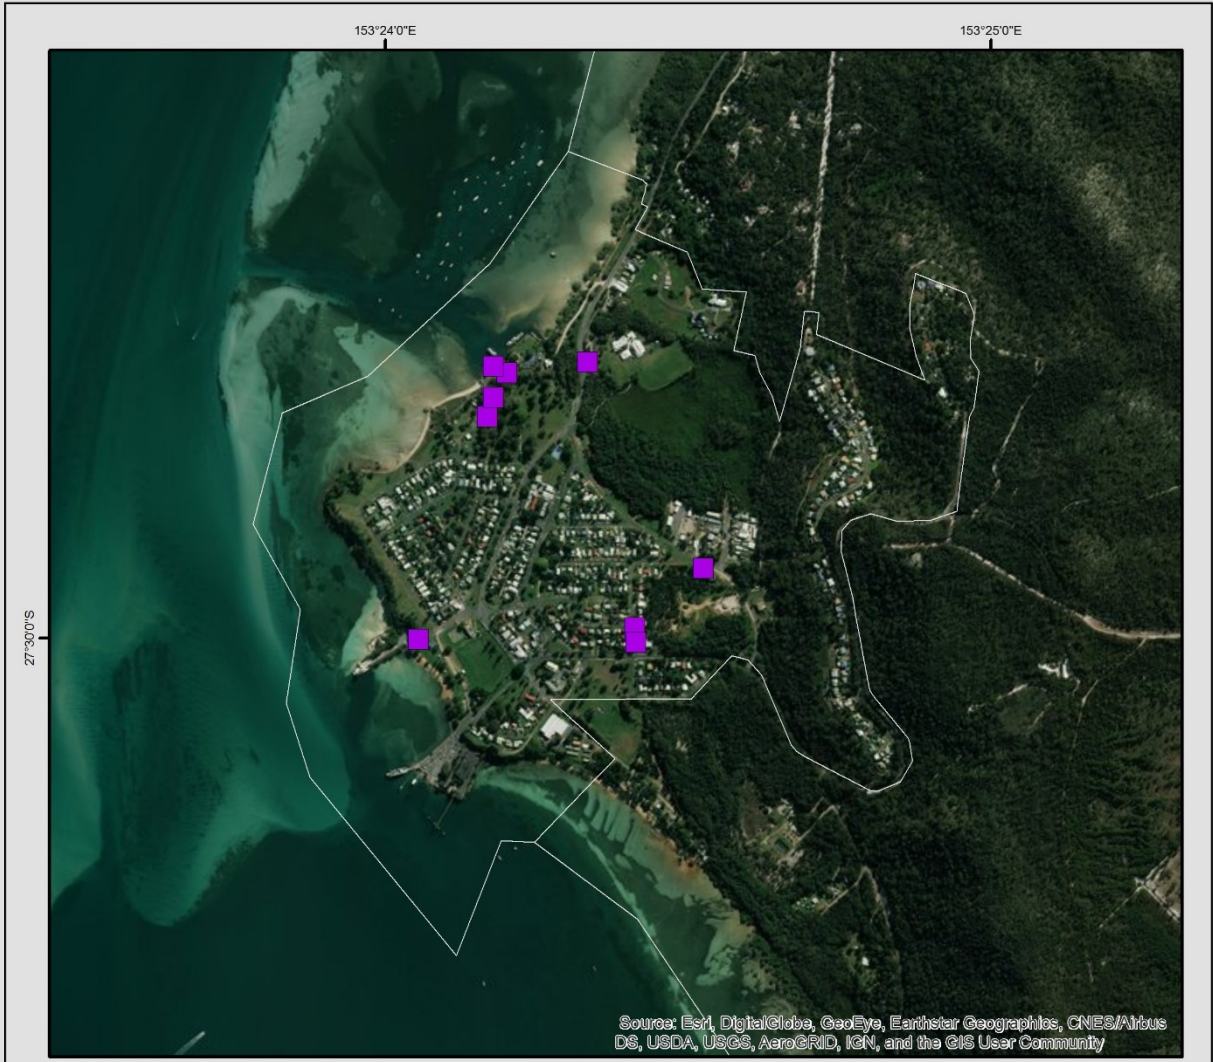 153°24'0"E
153°25'0"E
27°30'0"S
Source: Esri, DigitalGlobe, GeoEye, Earthstar Geographics, CNES/Airbus
DS, USDA, USGS, AeroGRID, IGN, and the GIS User Community